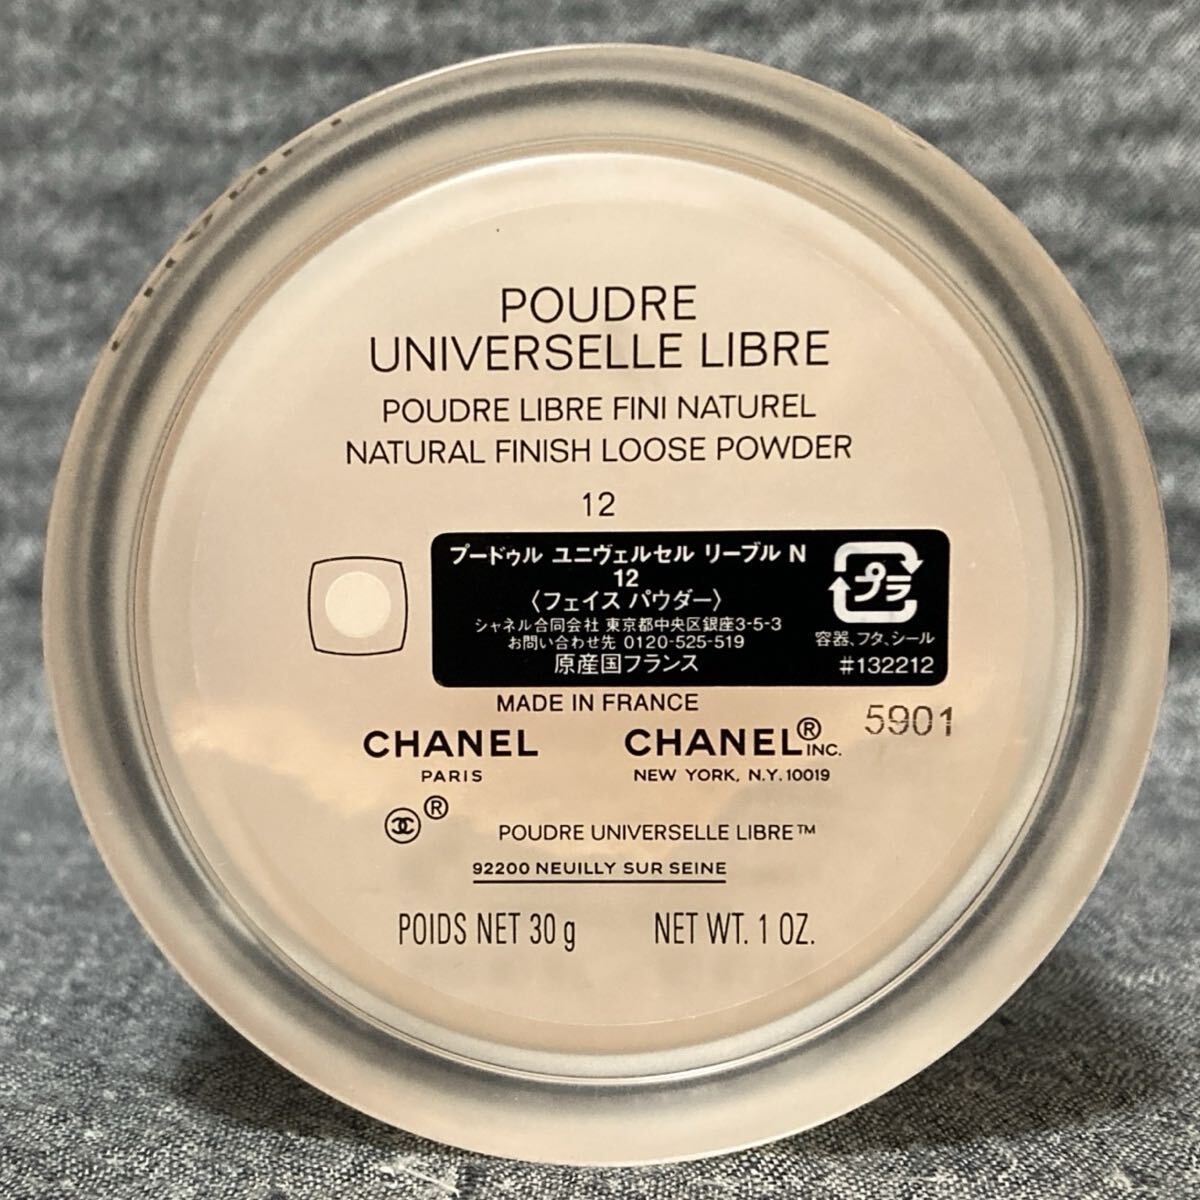 POUDRE
UNIVERSELLE LIBRE
POUDRE LIBRE FINI NATUREL
NATURAL FINISH LOOSE POWDER
12
プードゥル ユニヴェルセル リーブル N
12
〈フェイス パウダー〉
シャネル合同会社 東京都中央区銀座3-5-3
お問い合わせ先 0120-525-519
原産国フランス
プラ
容器、フタ、シール
#132212
MADE IN FRANCE
5901
CHANEL
PARIS
CHANEL® INC.
NEW YORK, N.Y. 10019
®
POUDRE UNIVERSELLE LIBRE™
92200 NEUILLY SUR SEINE
POIDS NET 30 g NET WT. 1 OZ.